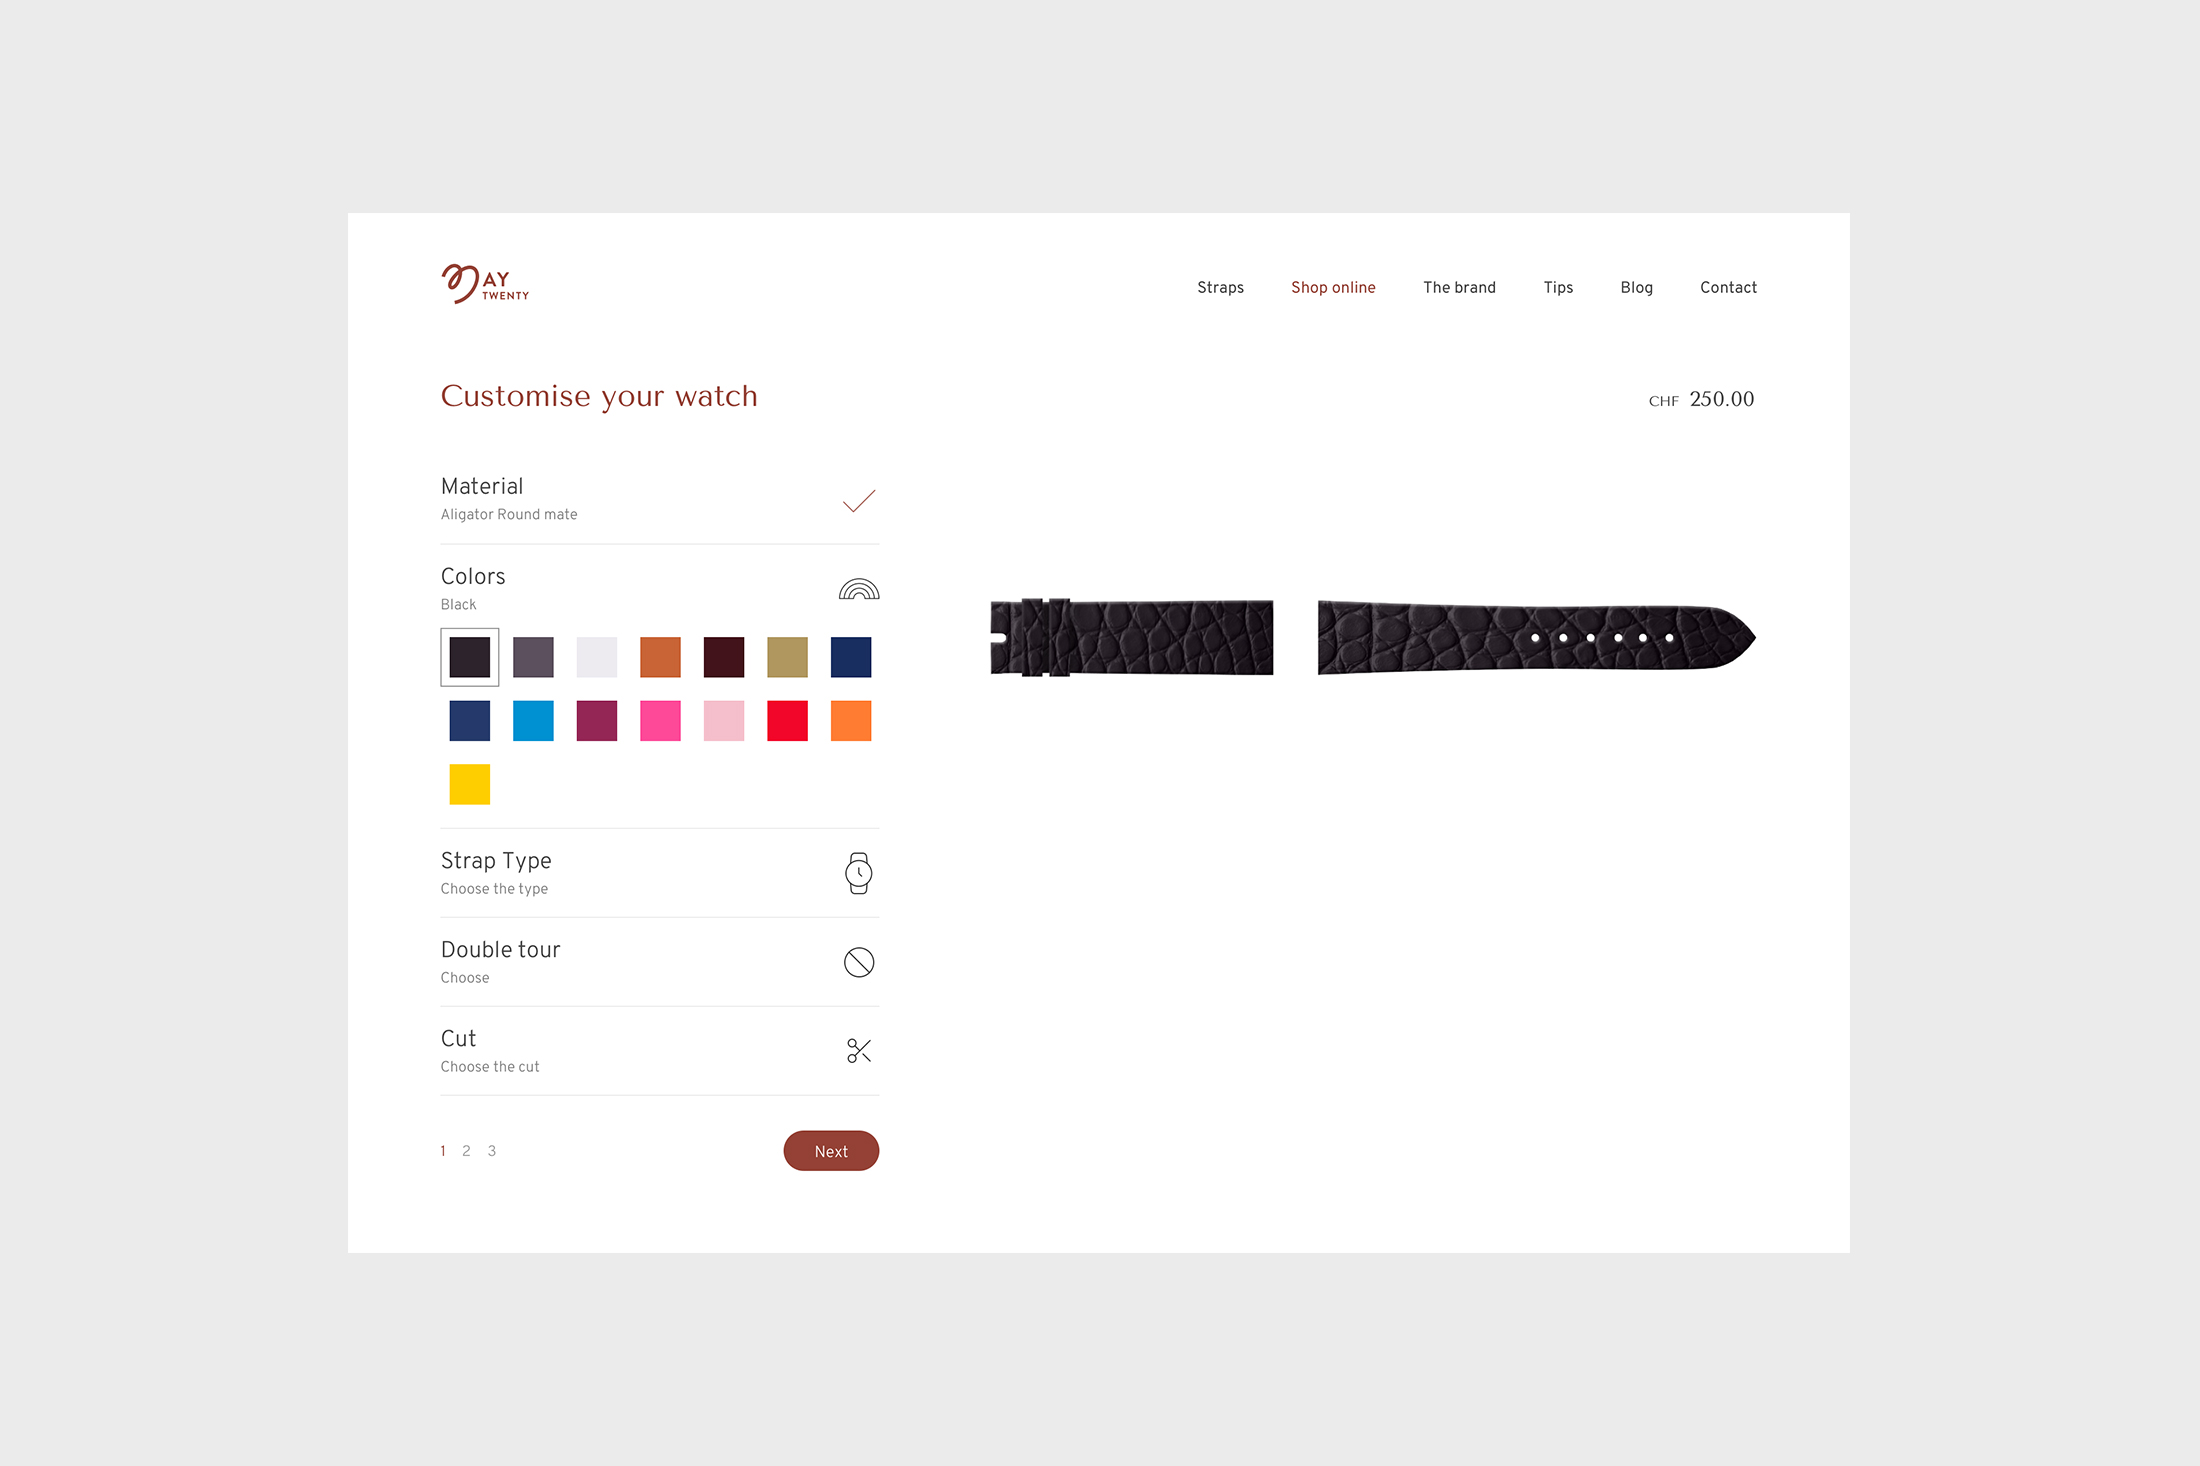 MAY
TWENTY
Straps Shop online The brand Tips Blog Contact
Customise your watch
CHF 250.00
Material
Aligator Round mate
Colors
Black
Strap Type
Choose the type
Double tour
Choose
Cut
Choose the cut
1 2 3
Next